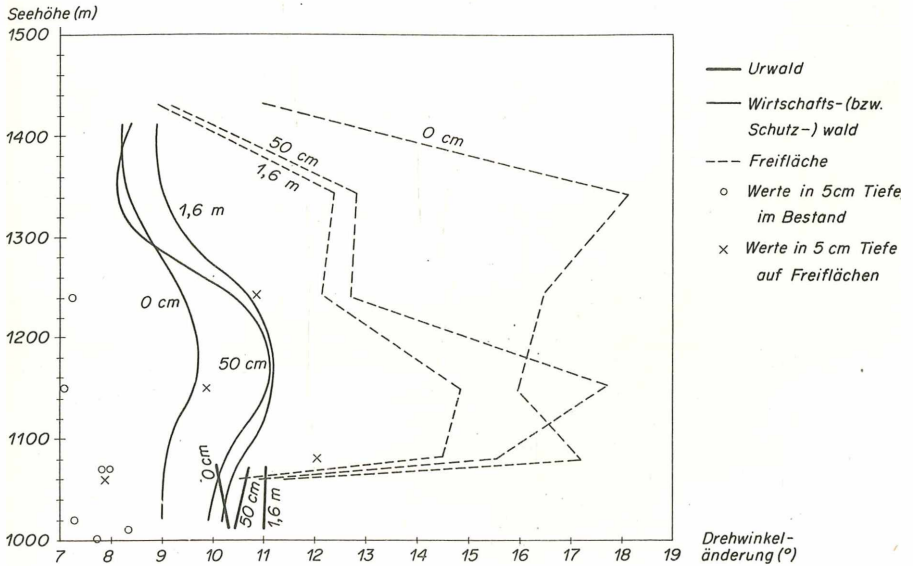 Seehöhe (m)
1500
1400
1300
1200
1100
1000
7 8 9 10 11 12 13 14 15 16 17 18 19
Drehwinkel-
änderung (°)
0 cm
50 cm
1,6 m
1,6 m
0 cm
50 cm
0 cm
50 cm
1,6 m
Urwald
Wirtschafts-(bzw.
Schutz-) wald
Freifläche
Werte in 5cm Tiefe
im Bestand
Werte in 5 cm Tiefe
auf Freiflächen